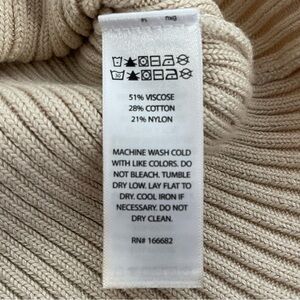 51% VISCOSE
28% COTTON
21% NYLON
MACHINE WASH COLD
WITH LIKE COLORS. DO
NOT BLEACH. TUMBLE
DRY LOW. LAY FLAT TO
DRY. COOL IRON IF
NECESSARY. DO NOT
DRY CLEAN.
RN# 166682